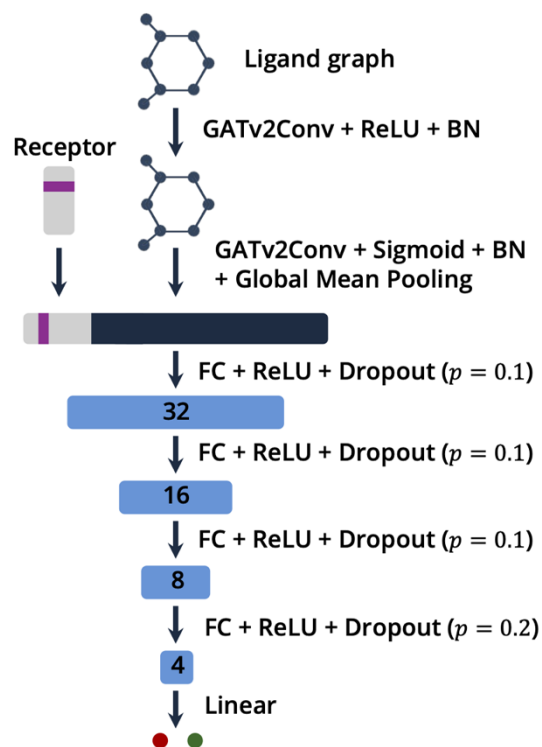 Ligand graph
GATv2Conv + ReLU + BN
Receptor
GATv2Conv + Sigmoid + BN
+ Global Mean Pooling
FC + ReLU + Dropout (p = 0.1)
32
FC + ReLU + Dropout (p = 0.1)
16
FC + ReLU + Dropout (p = 0.1)
8
FC + ReLU + Dropout (p = 0.2)
4
Linear